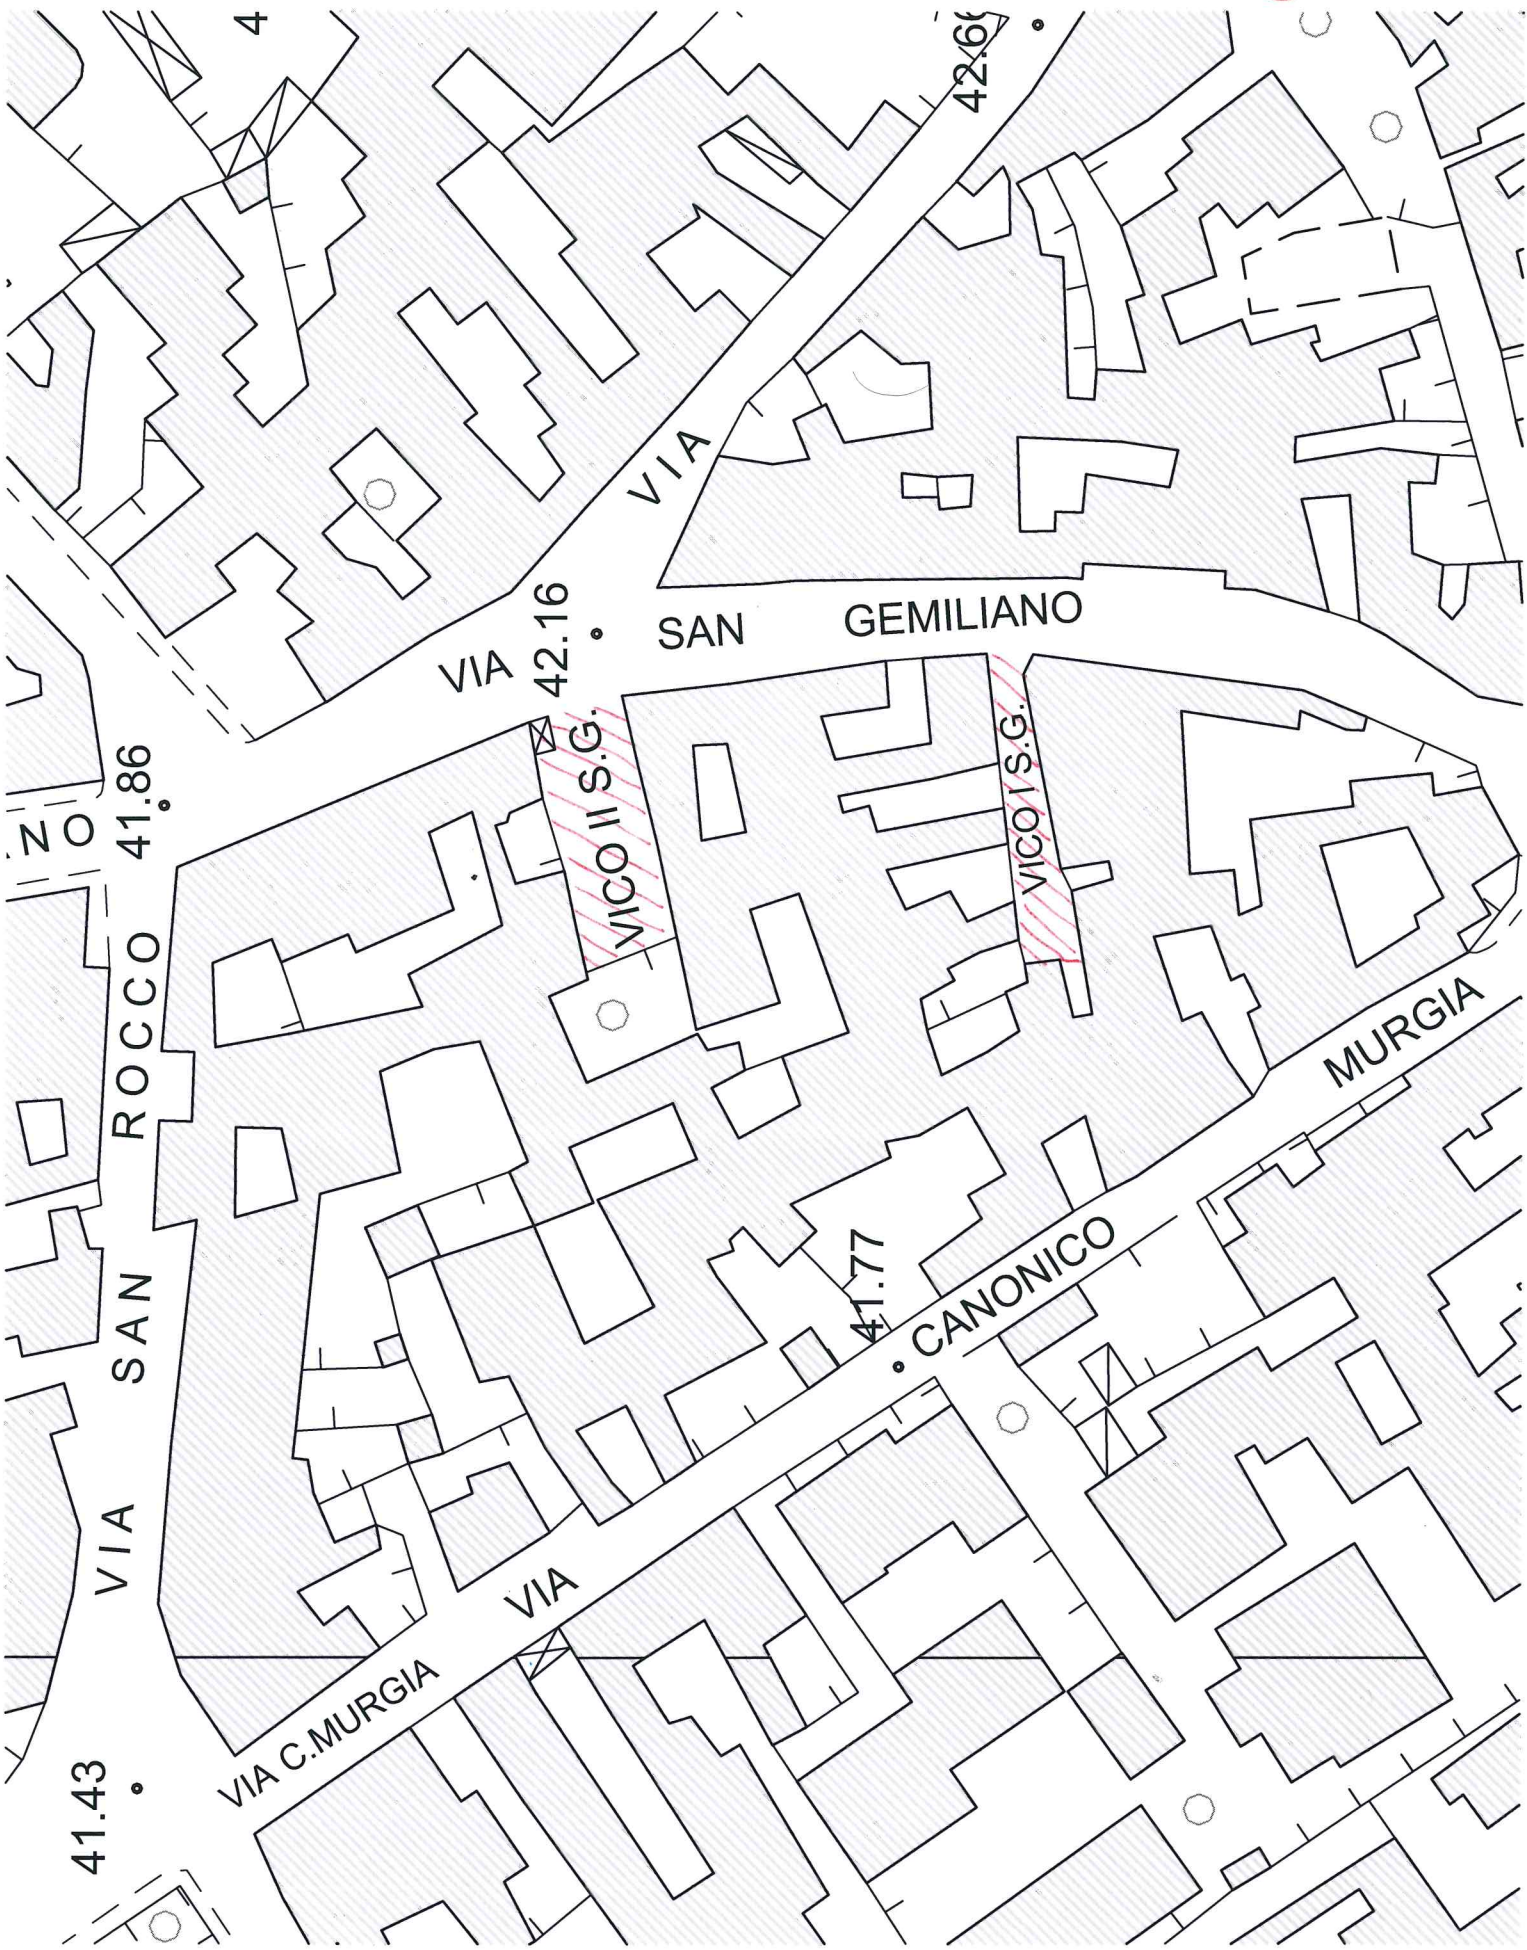 4
42.66
VIA
SAN GEMILIANO
VIA
42.16
41.86
NO
VICO II S.G.
VICO I S.G.
VIA SAN ROCCO
MURGIA
CANONICO
41.77
VIA
VIA C.MURGIA
41.43